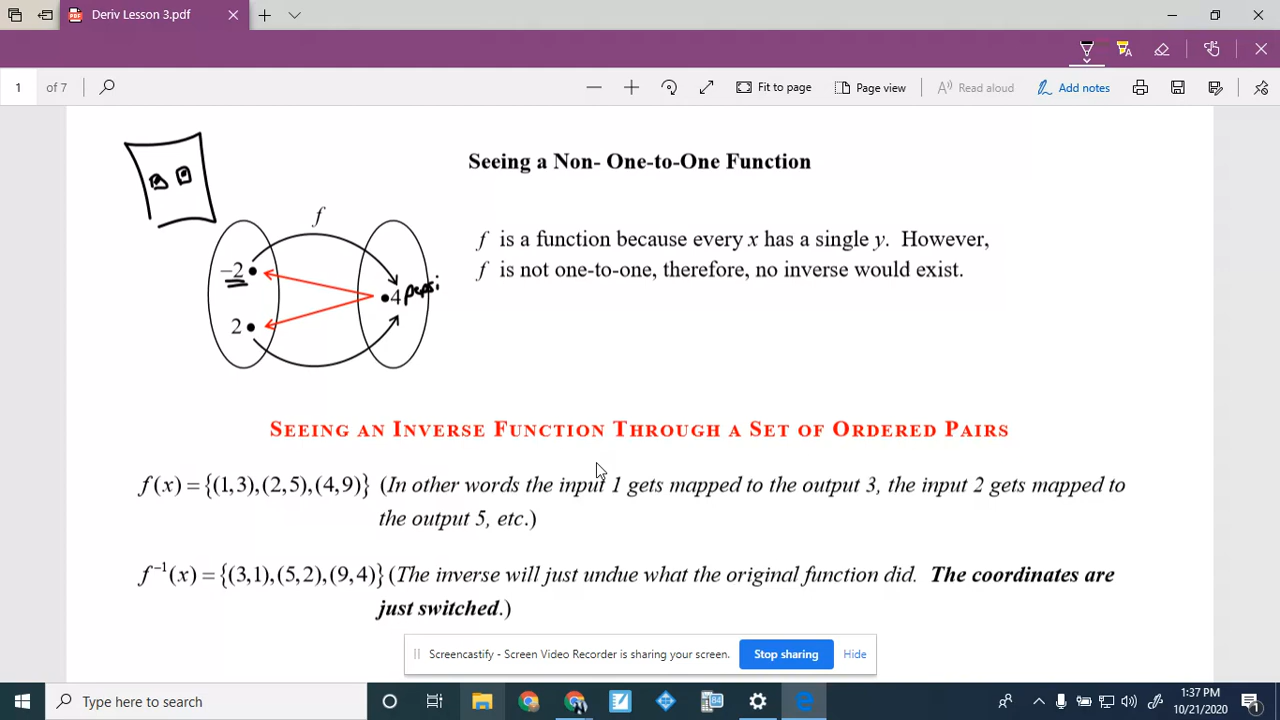 Deriv Lesson 3.pdf
1 of 7
Fit to page
Page view
Read aloud
Add notes
Seeing a Non- One-to-One Function
f
f is a function because every x has a single y. However,
f is not one-to-one, therefore, no inverse would exist.
–2
4 pepsi
2
SEEING AN INVERSE FUNCTION THROUGH A SET OF ORDERED PAIRS
f(x) = {(1,3),(2,5),(4,9)} (In other words the input 1 gets mapped to the output 3, the input 2 gets mapped to
the output 5, etc.)
f⁻¹(x) = {(3,1),(5,2),(9,4)} (The inverse will just undue what the original function did. The coordinates are
just switched.)
Screencastify - Screen Video Recorder is sharing your screen.
Stop sharing
Hide
Type here to search
1:37 PM
10/21/2020